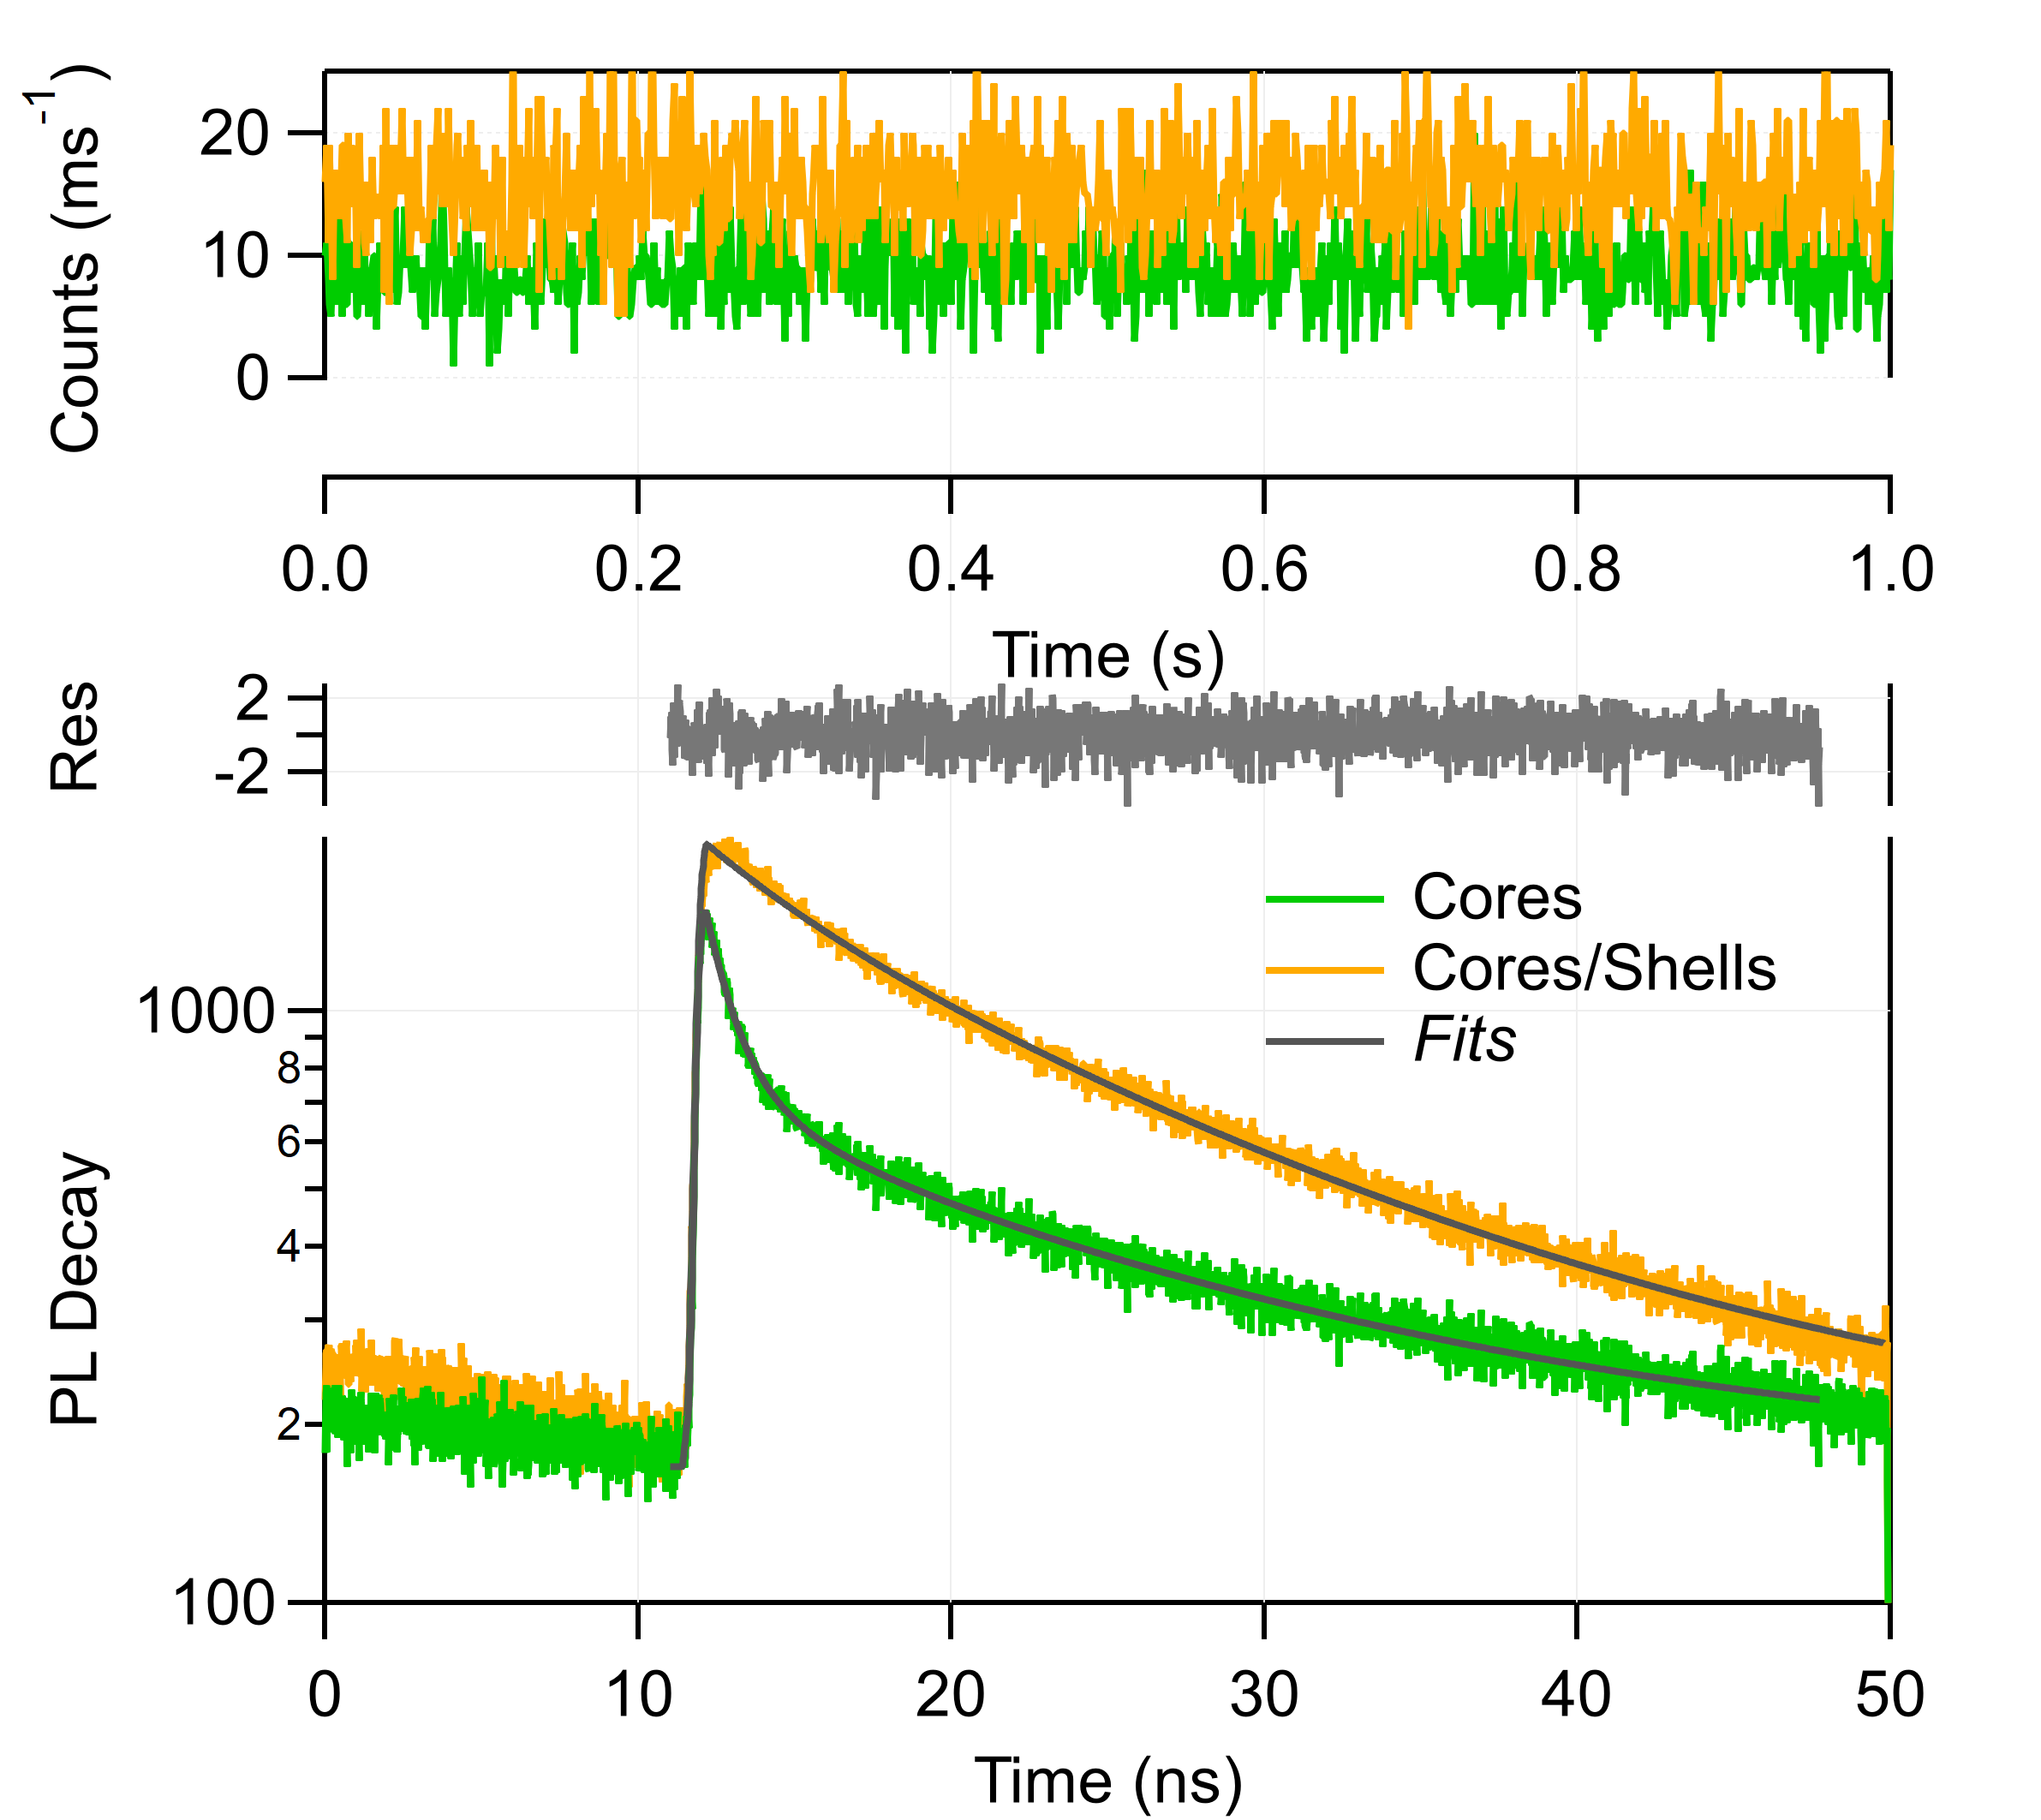 Counts (ms-1)
20
10
0
0.0 0.2 0.4 0.6 0.8 1.0
Time (s)
Res
2
-2
Cores
Cores/Shells
Fits
PL Decay
1000
8
6
4
2
100
0 10 20 30 40 50
Time (ns)